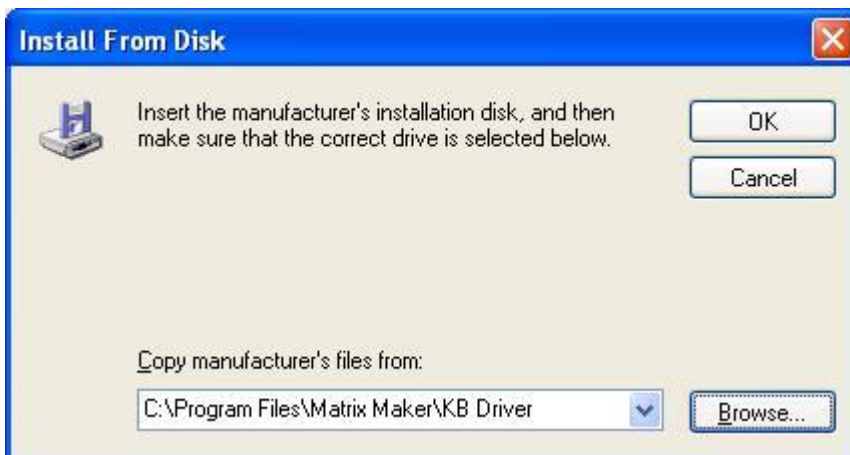 Install From Disk
Insert the manufacturer's installation disk, and then
make sure that the correct drive is selected below.
OK
Cancel
Copy manufacturer's files from:
C:\Program Files\Matrix Maker\KB Driver
Browse...